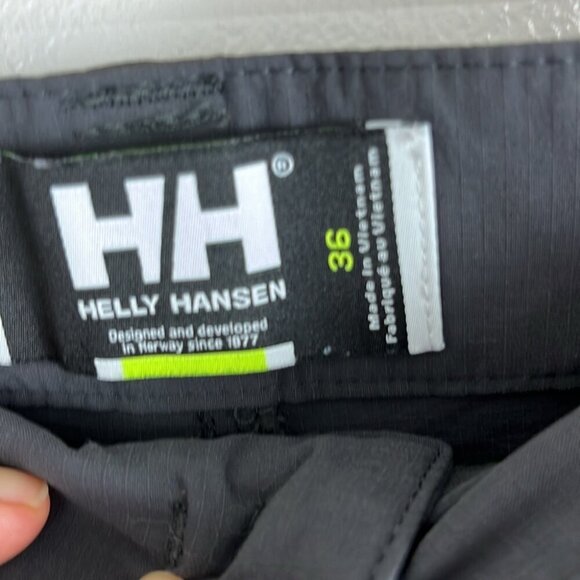 HH®
HELLY HANSEN
Designed and developed
in Norway since 1877
36
Made in Vietnam
Fabriqué au Vietnam